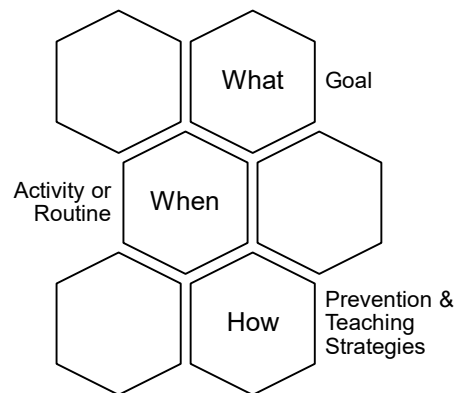 What
Goal
Activity or
Routine
When
How
Prevention &
Teaching
Strategies